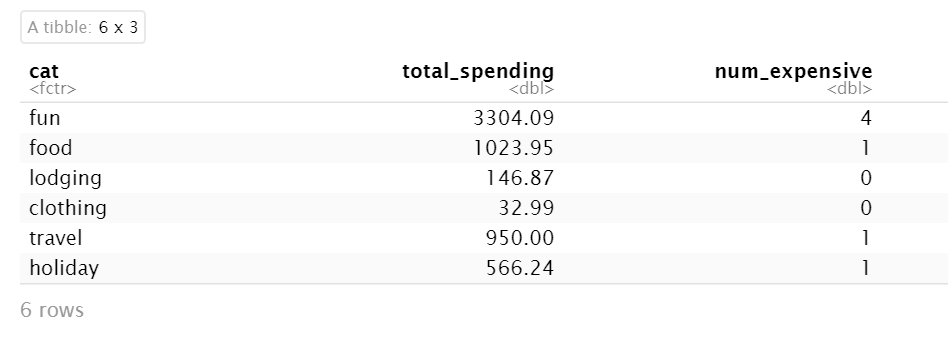 A tibble: 6 x 3
cat total_spending num_expensive
<fctr> <dbl> <dbl>
fun 3304.09 4
food 1023.95 1
lodging 146.87 0
clothing 32.99 0
travel 950.00 1
holiday 566.24 1
6 rows